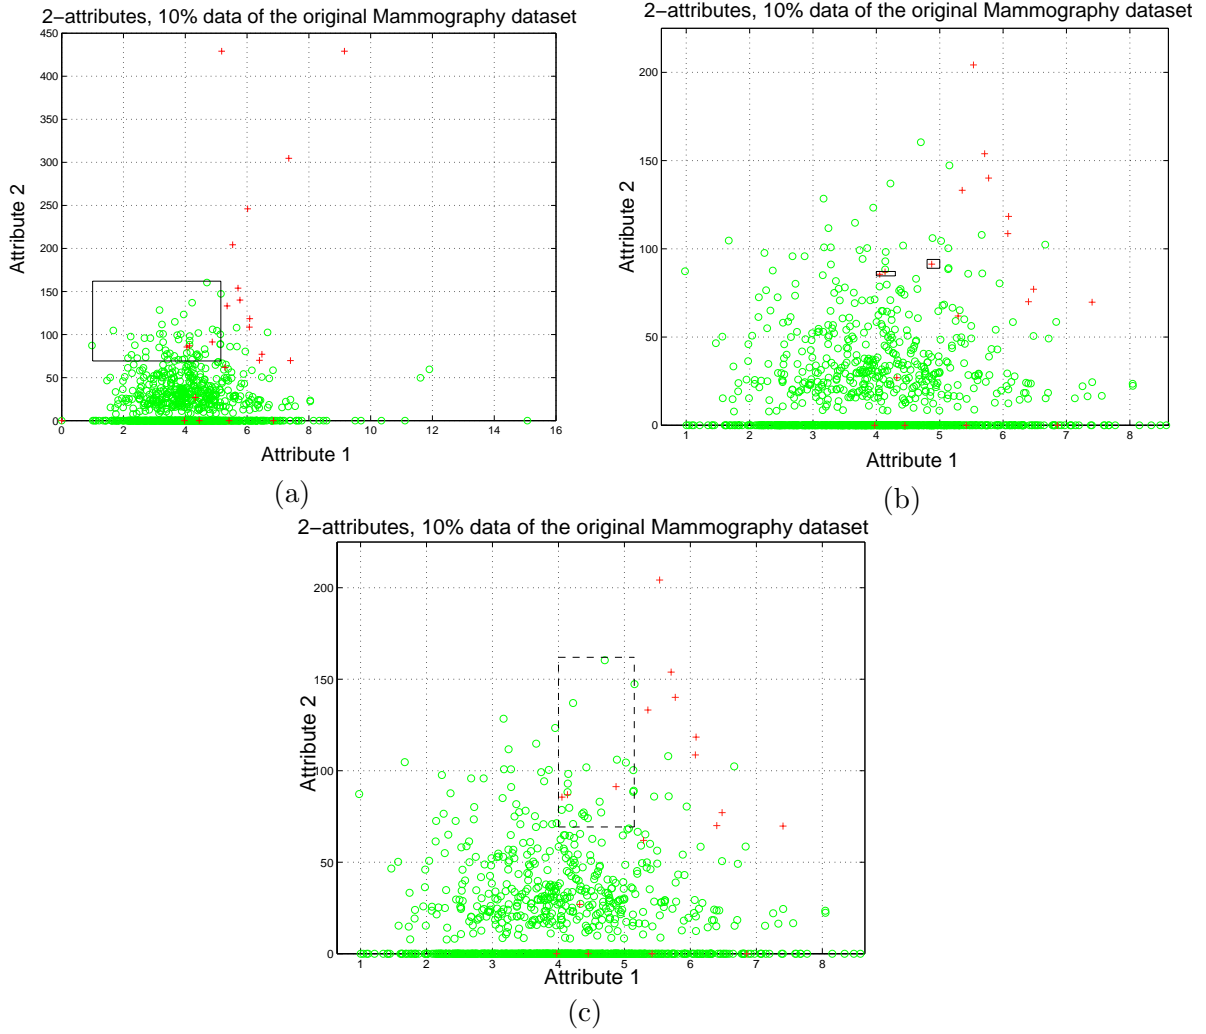 2−attributes, 10% data of the original Mammography dataset
450
400
350
300
250
200
150
100
50
0
0 2 4 6 8 10 12 14 16
Attribute 2
Attribute 1
(a)
2−attributes, 10% data of the original Mammography dataset
200
150
100
50
0
1 2 3 4 5 6 7 8
Attribute 2
Attribute 1
(b)
2−attributes, 10% data of the original Mammography dataset
200
150
100
50
0
1 2 3 4 5 6 7 8
Attribute 2
Attribute 1
(c)